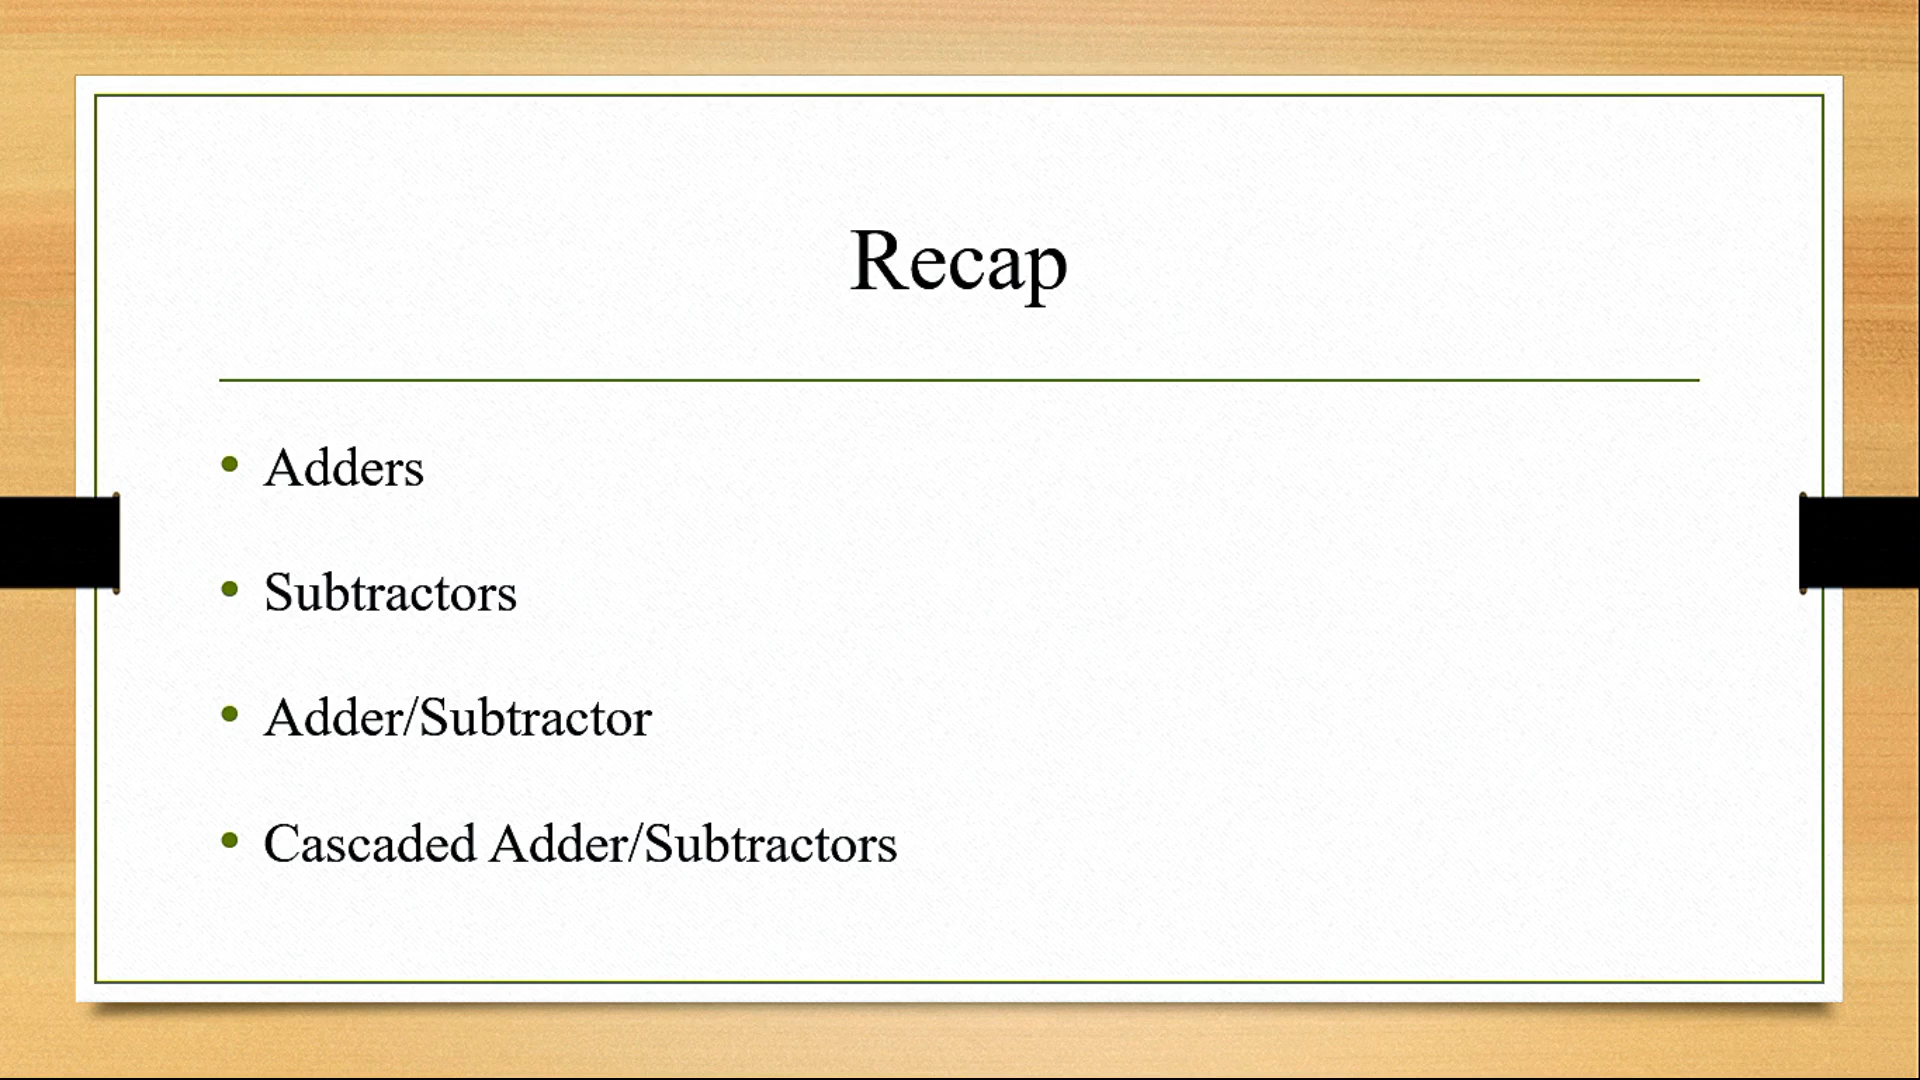 Recap
• Adders
• Subtractors
• Adder/Subtractor
• Cascaded Adder/Subtractors